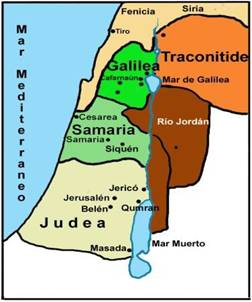 Fenicia
Siria
Mar Mediterraneo
Tiro
Traconitide
Galilea
Cafarnaúm
Mar de Galilea
Cesarea
Río Jordán
Samaria
Samaria
Siquén
Jericó
Jerusalén
Belén
Qumran
Judea
Masada
Mar Muerto